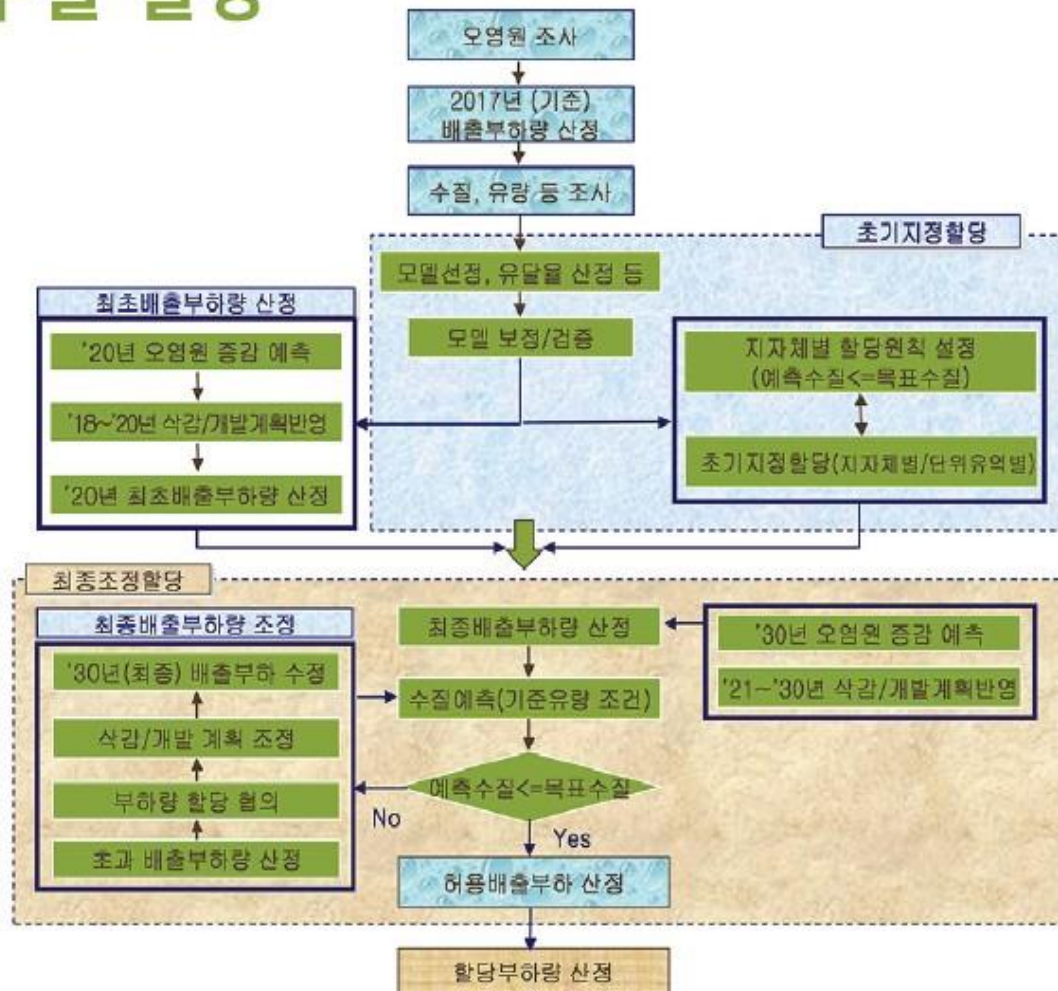 오염원 조사
2017년 (기준)
배출부하량 산정
수질, 유량 등 조사
초기지정할당
모델선정, 유달율 산정 등
모델 보정/검증
지자체별 할당원칙 설정
(예측수질<=목표수질)
초기지정할당(지자체별/단위유역별)
최초배출부하량 산정
'20년 오염원 증감 예측
'18~'20년 삭감/개발계획반영
'20년 최초배출부하량 산정
최종조정할당
최종배출부하량 조정
'30년(최종) 배출부하 수정
삭감/개발 계획 조정
부하량 할당 협의
초과 배출부하량 산정
최종배출부하량 산정
수질예측(기준유량 조건)
예측수질<=목표수질
No
Yes
'30년 오염원 증감 예측
'21~'30년 삭감/개발계획반영
허용배출부하 산정
할당부하량 산정